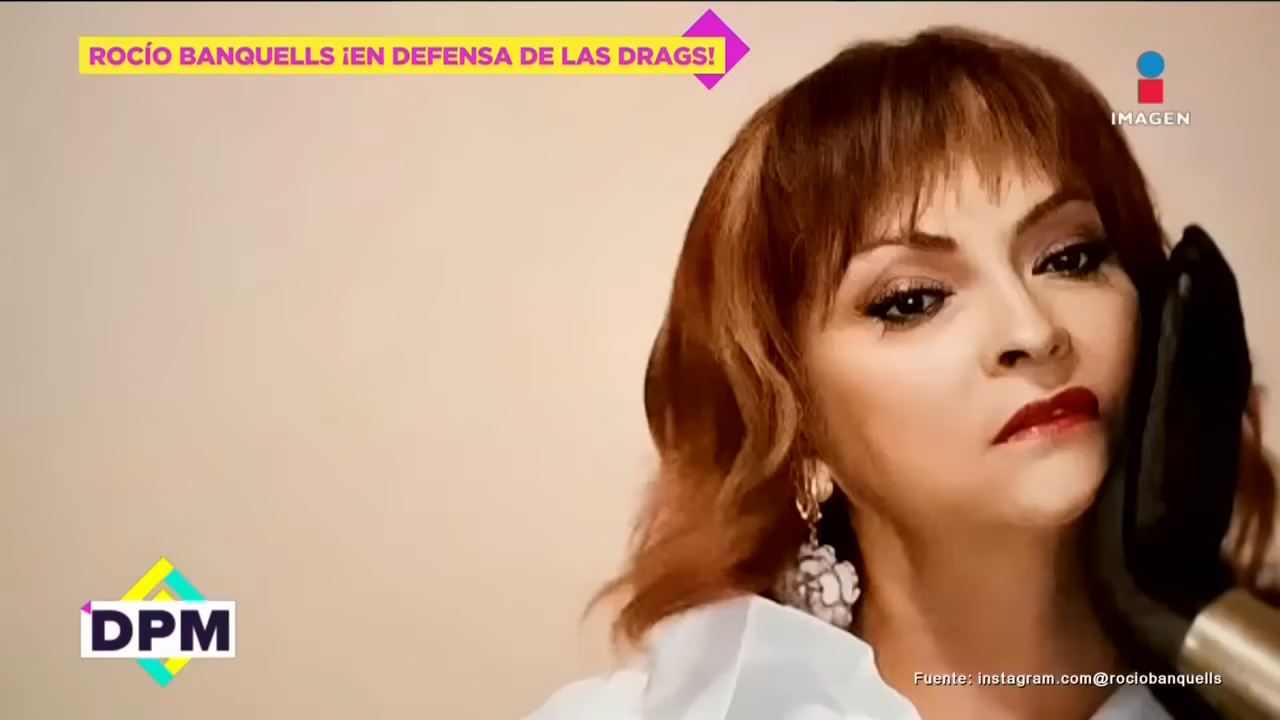 ROCÍO BANQUELLS ¡EN DEFENSA DE LAS DRAGS!
IMAGEN
DPM
Fuente: instagram.com@rociobanquells